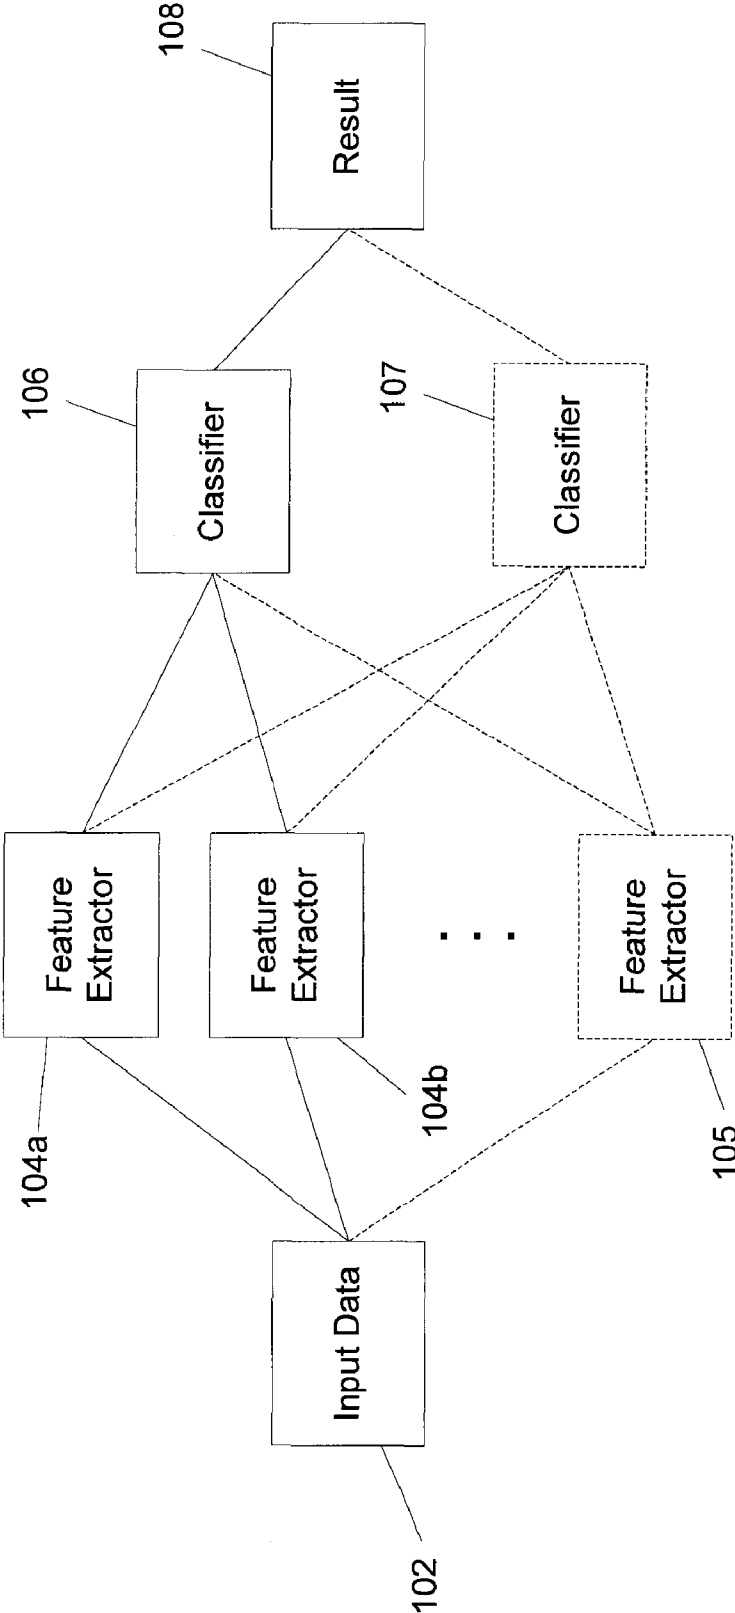 104a
Feature
Extractor
106
Classifier
108
Input Data
102
Feature
Extractor
104b
Result
107
Classifier
. . .
Feature
Extractor
105